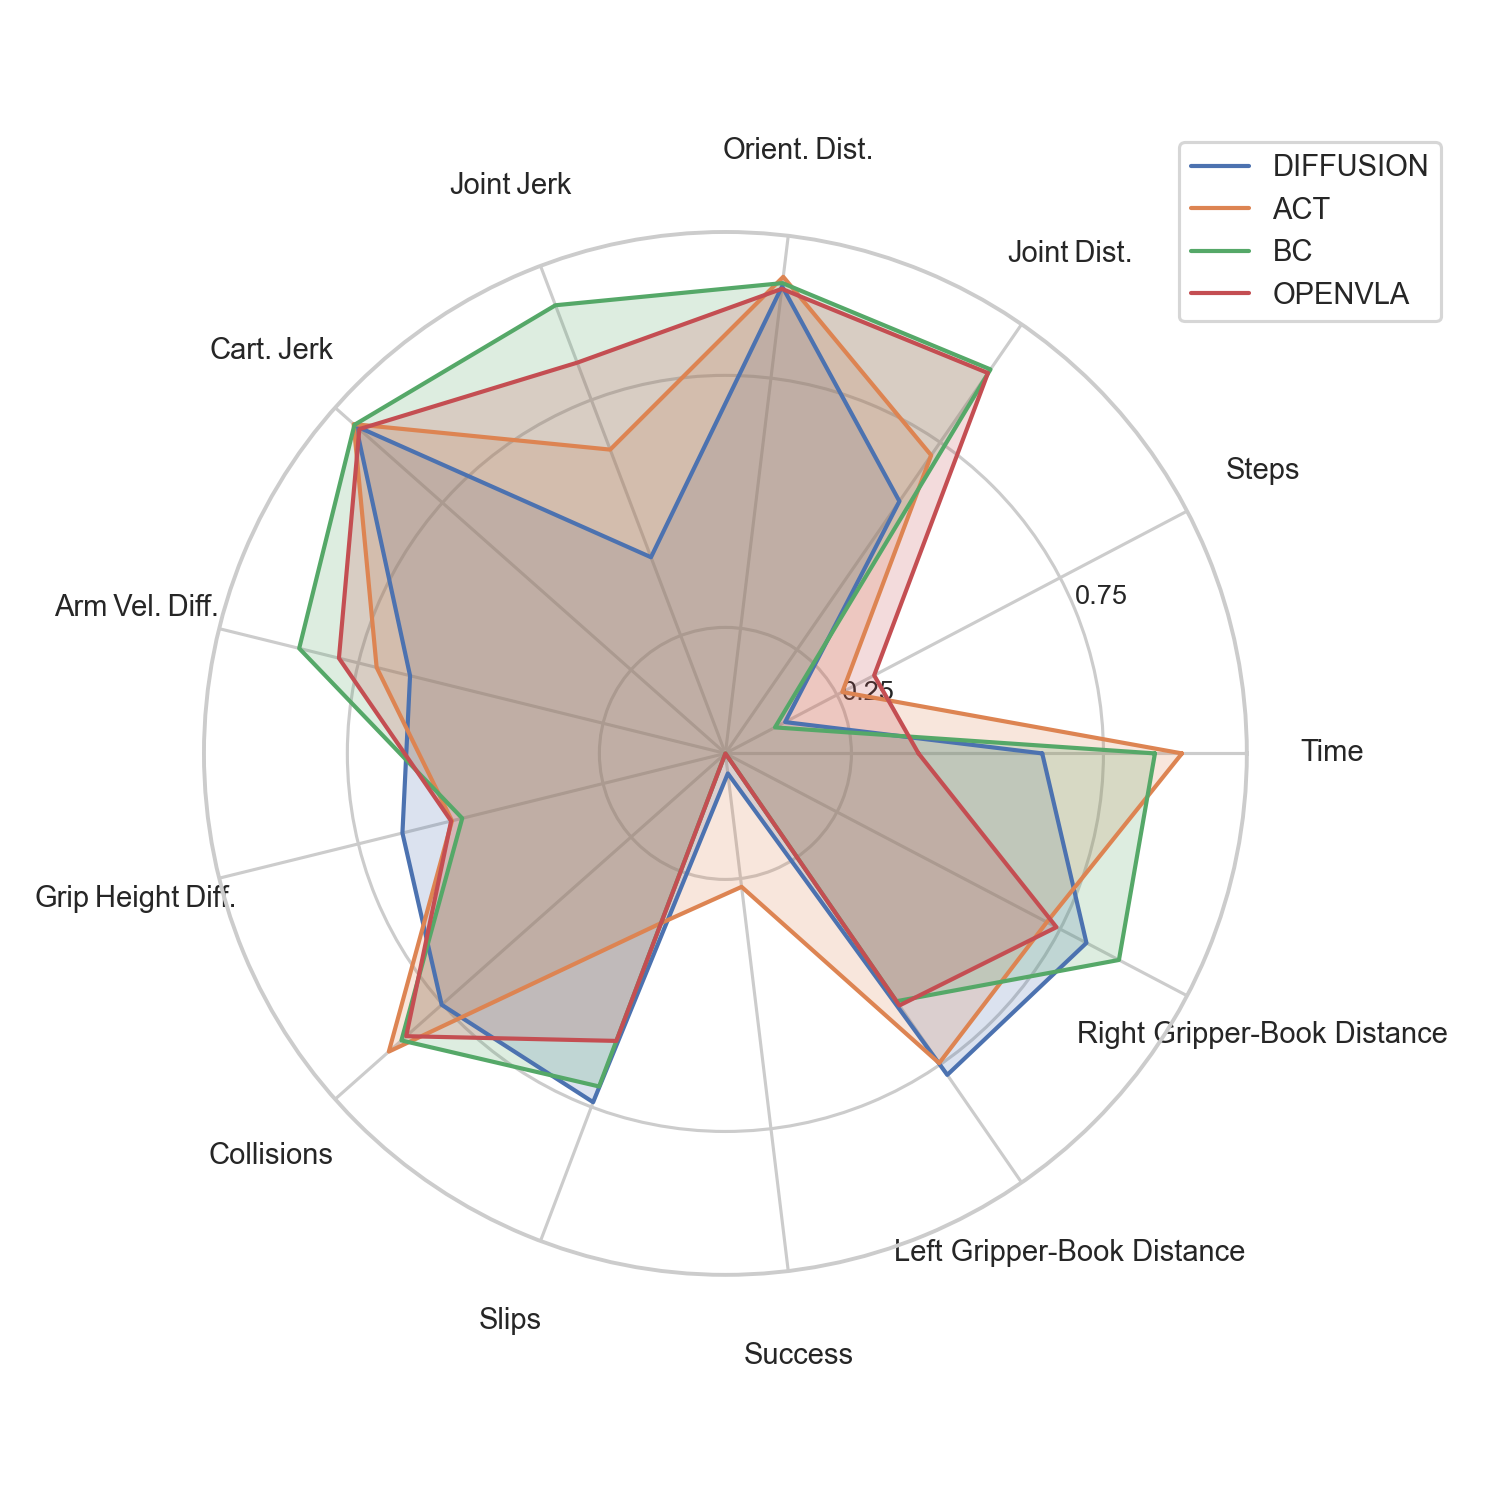 Orient. Dist.
Joint Jerk
Joint Dist.
Cart. Jerk
Steps
Arm Vel. Diff.
0.75
0.25
Time
Grip Height Diff.
Right Gripper-Book Distance
Collisions
Left Gripper-Book Distance
Slips
Success
DIFFUSION
ACT
BC
OPENVLA